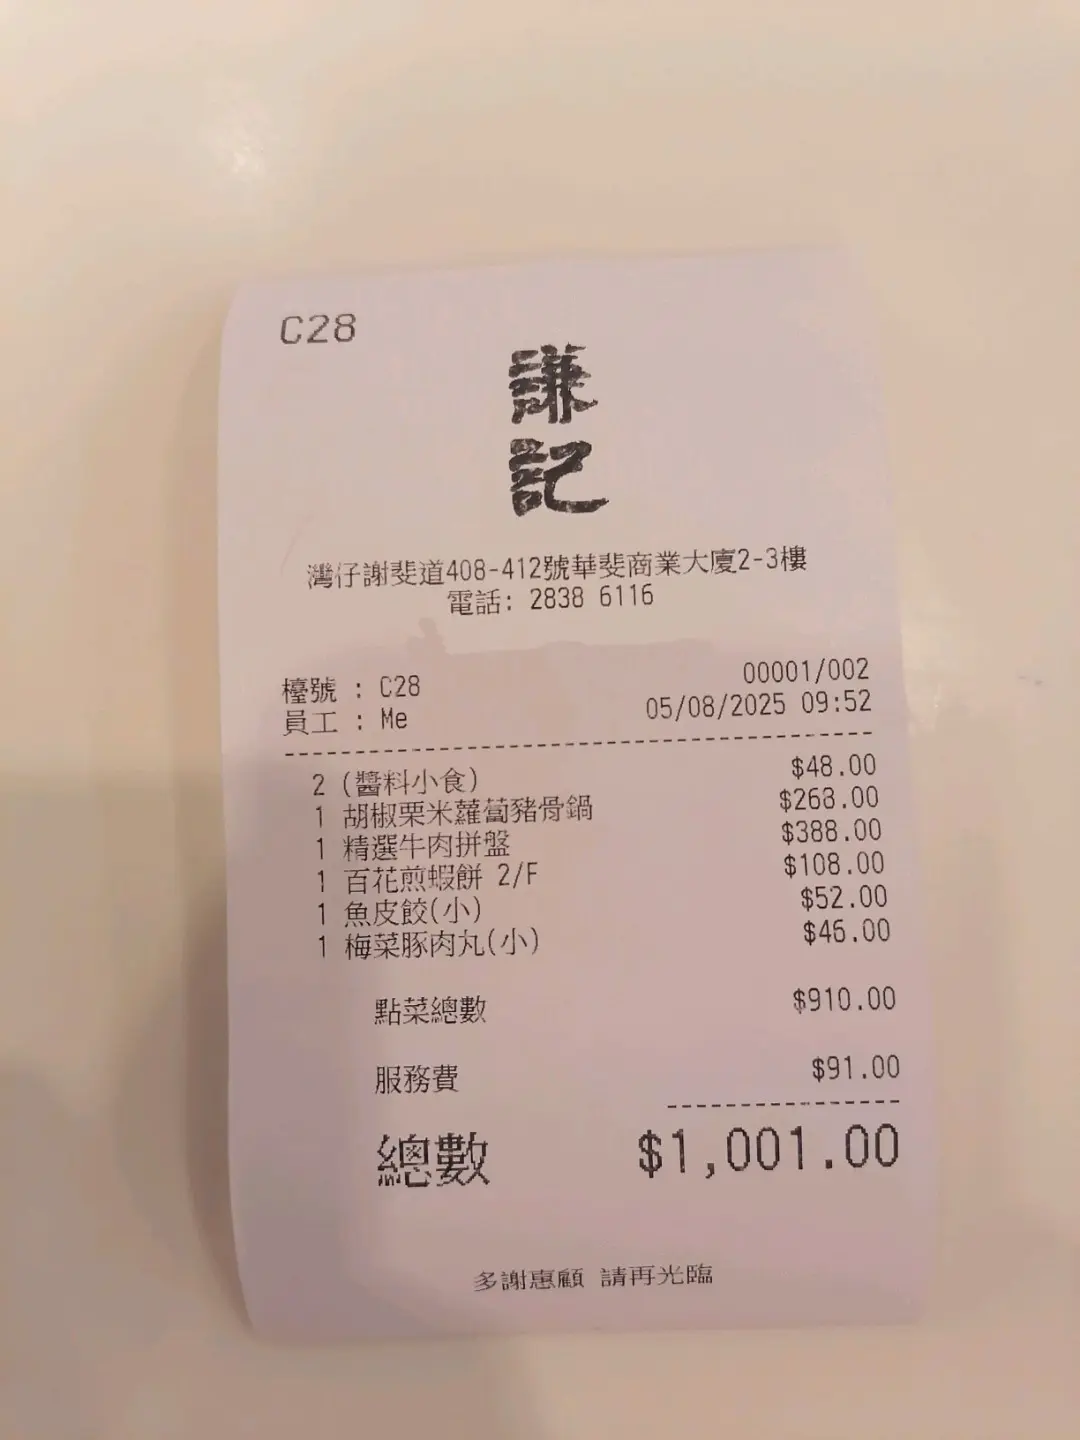 C28
謙
記
灣仔謝斐道408-412號華斐商業大廈2-3樓
電話: 2838 6116
檯號 : C28 00001/002
員工 : Me 05/08/2025 09:52
2 (醬料小食) $48.00
1 胡椒栗米蘿蔔豬骨鍋 $268.00
1 精選牛肉拼盤 $388.00
1 百花煎蝦餅 2/F $108.00
1 魚皮餃(小) $52.00
1 梅菜豚肉丸(小) $46.00
點菜總數 $910.00
服務費 $91.00
總數 $1,001.00
多謝惠顧 請再光臨